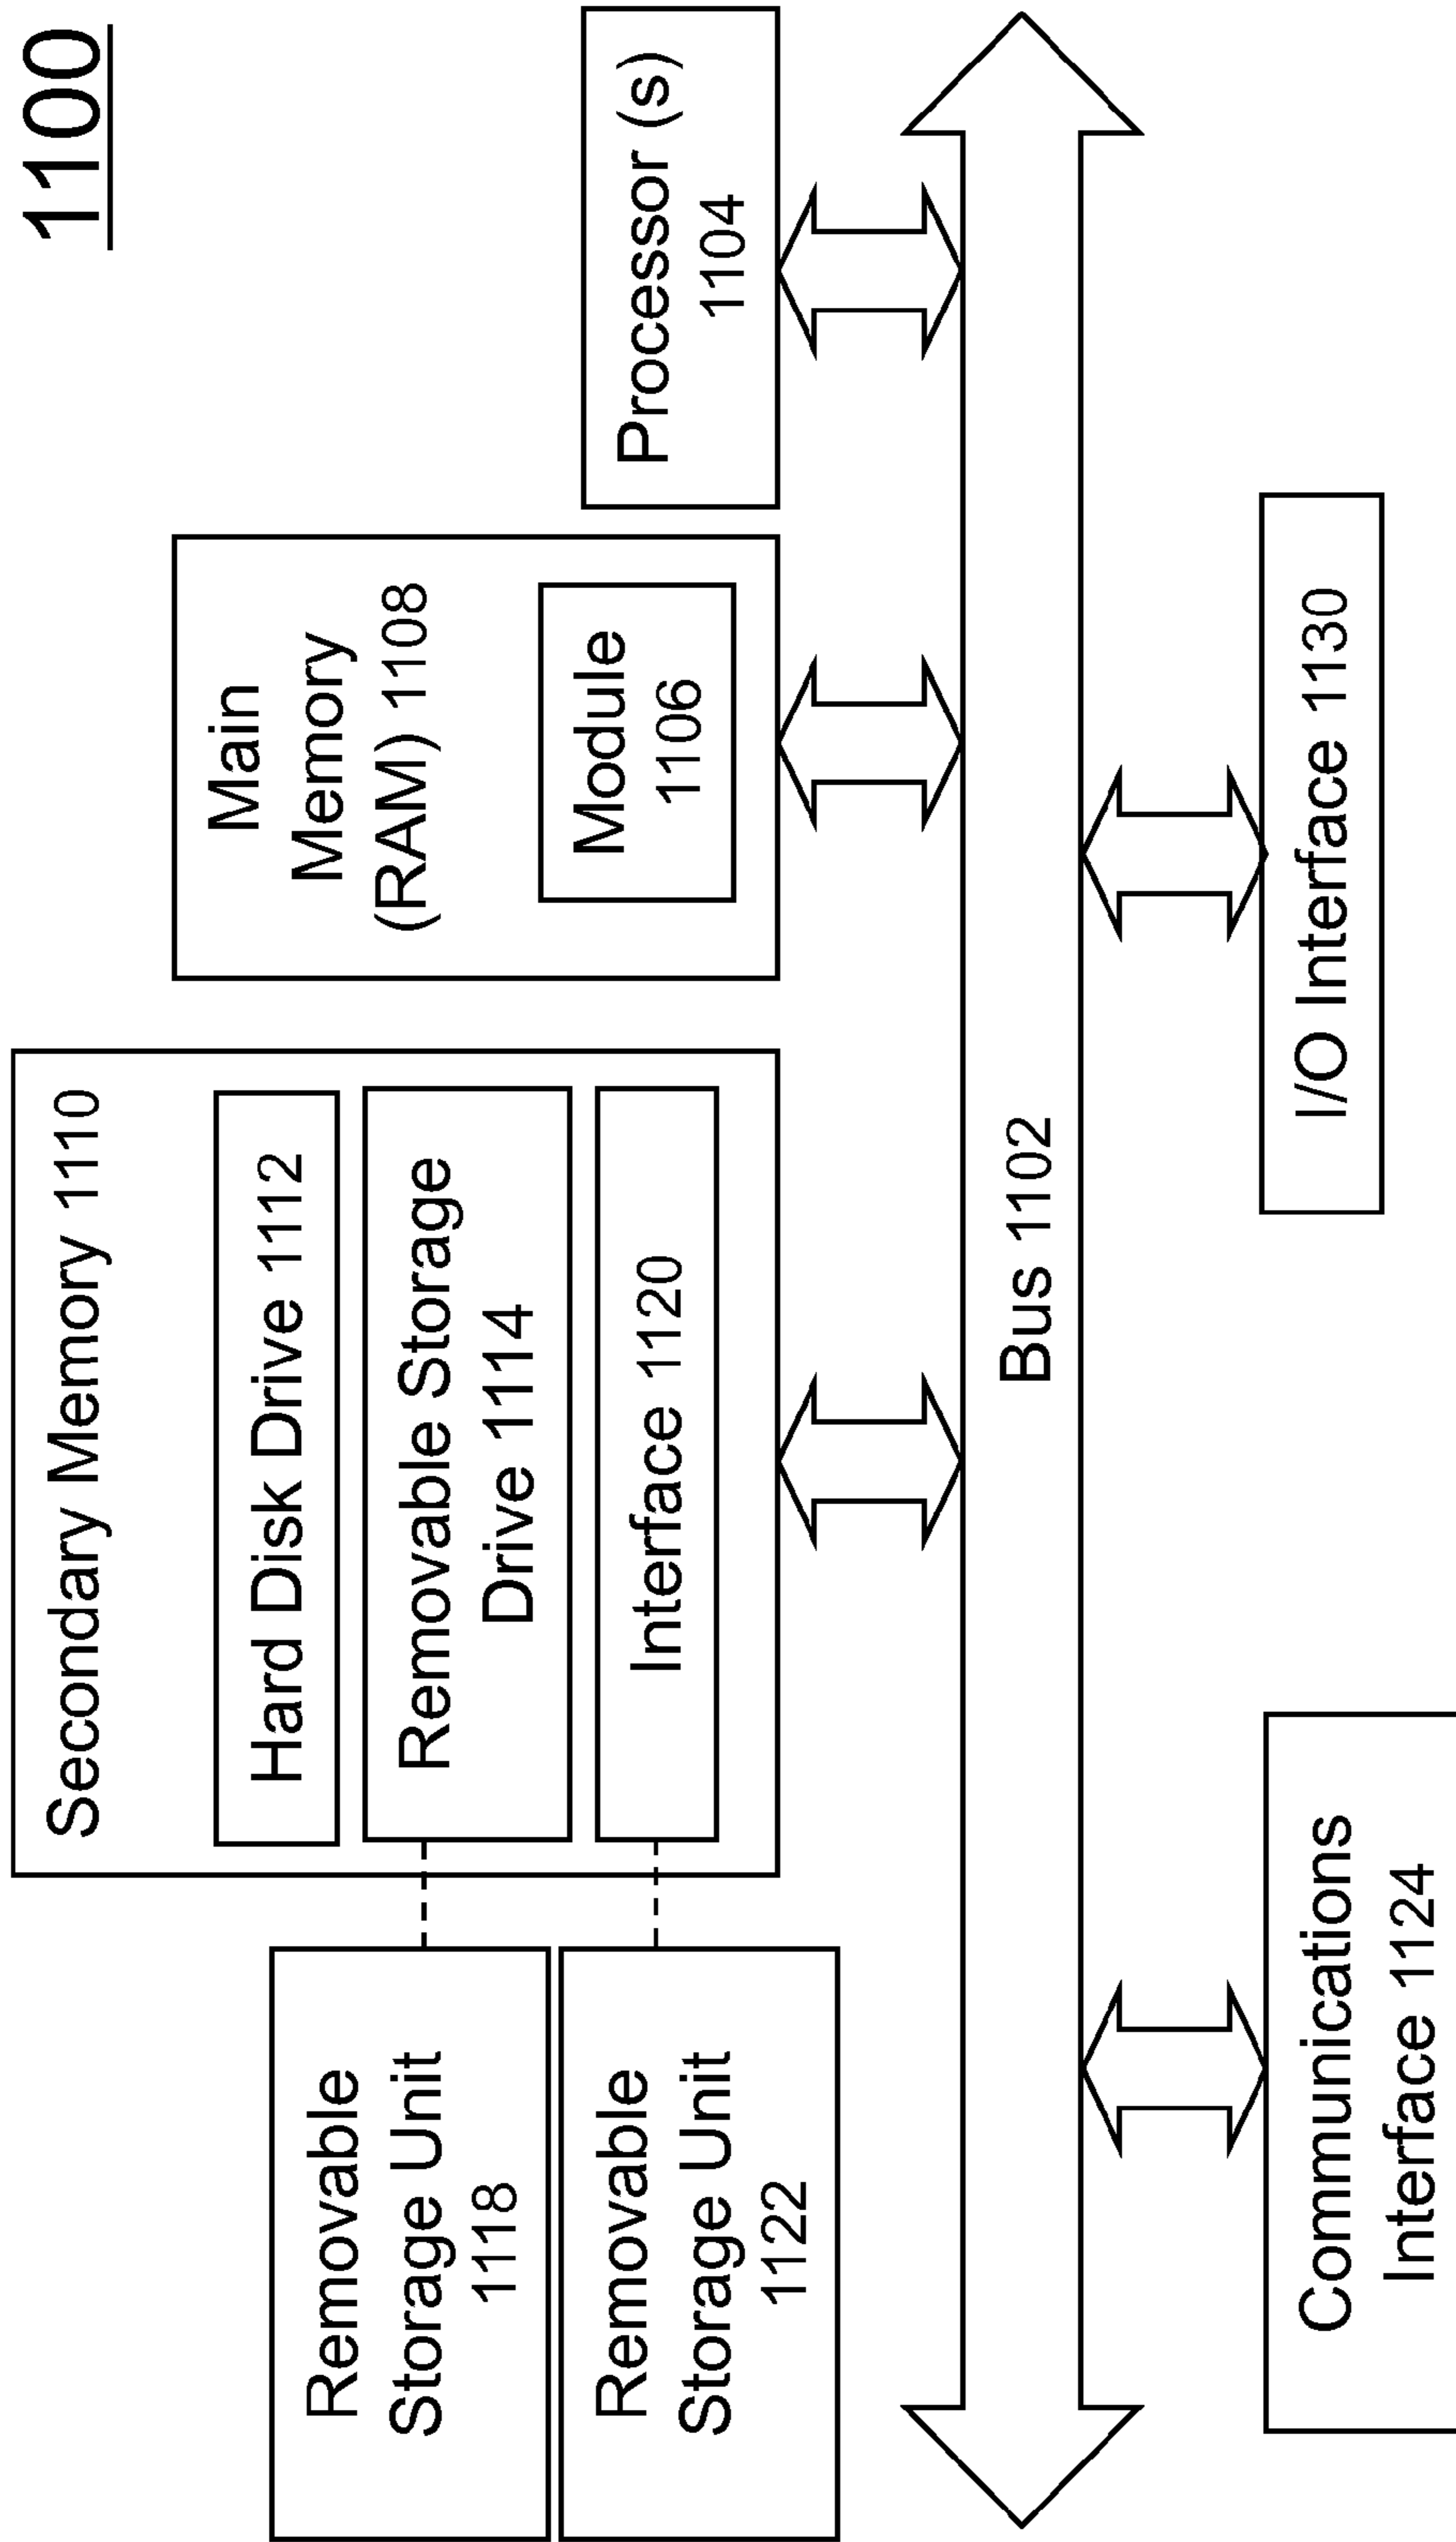 1100
Removable
Storage Unit
1118
Removable
Storage Unit
1122
Secondary Memory 1110
Hard Disk Drive 1112
Removable Storage
Drive 1114
Interface 1120
Main
Memory
(RAM) 1108
Module
1106
Processor (s)
1104
Bus 1102
Communications
Interface 1124
I/O Interface 1130